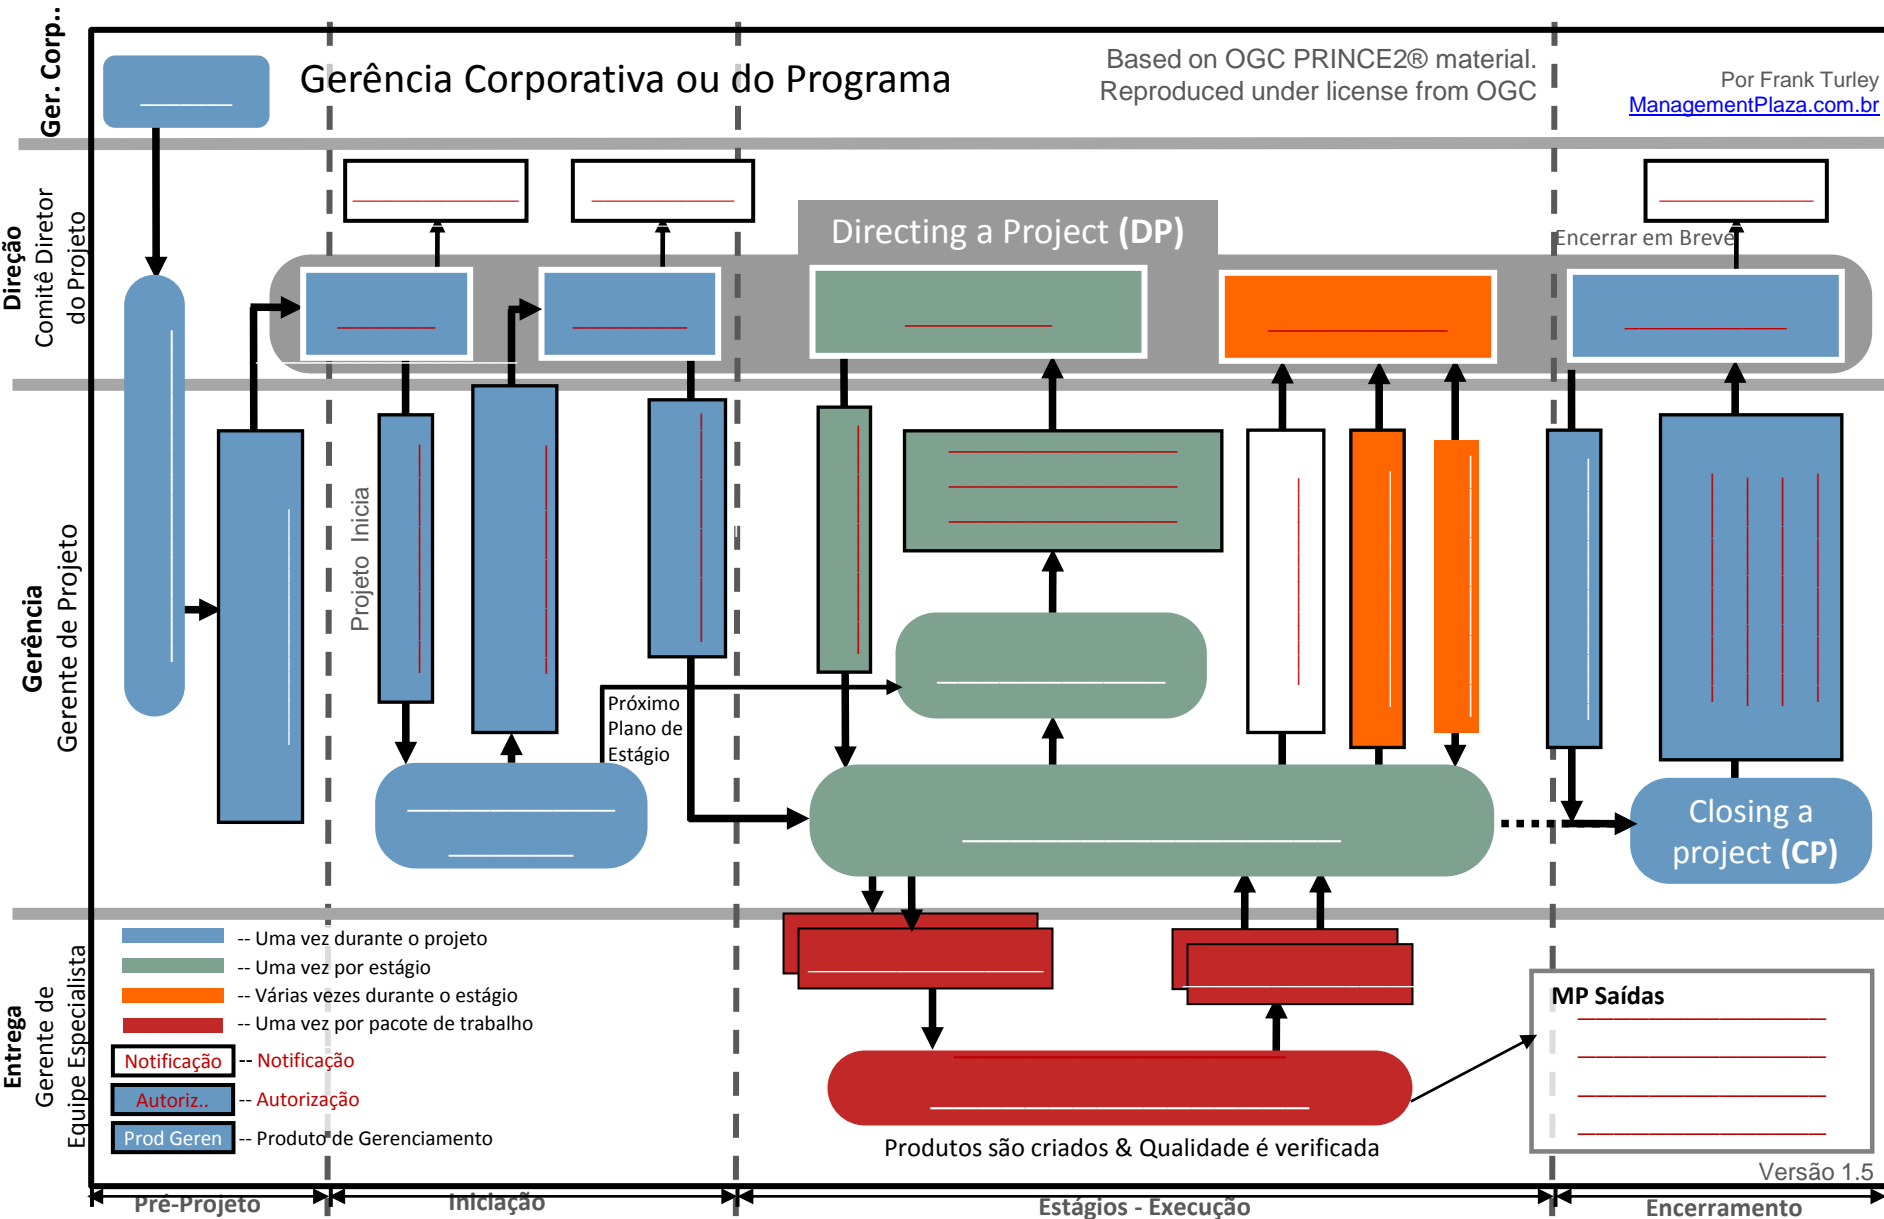 Ger. Corp..
Gerência Corporativa ou do Programa
Based on OGC PRINCE2® material.
Reproduced under license from OGC
Por Frank Turley
ManagementPlaza.com.br
Direção
Comitê Diretor
do Projeto
Directing a Project (DP)
Encerrar em Breve
Gerência
Gerente de Projeto
Projeto Inicia
Próximo
Plano de
Estágio
Closing a
project (CP)
Entrega
Gerente de
Equipe Especialista
-- Uma vez durante o projeto
-- Uma vez por estágio
-- Várias vezes durante o estágio
-- Uma vez por pacote de trabalho
Notificação -- Notificação
Autoriz.. -- Autorização
Prod Geren -- Produto de Gerenciamento
MP Saídas
Produtos são criados & Qualidade é verificada
Versão 1.5
Pré-Projeto
Iniciação
Estágios - Execução
Encerramento